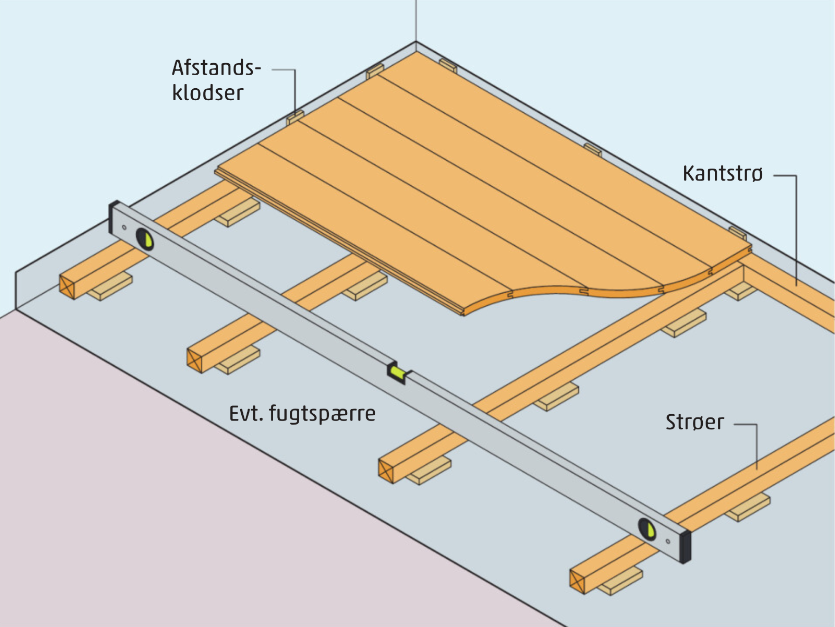 Afstands-
klodser
Kantstrø
Evt. fugtspærre
Strøer